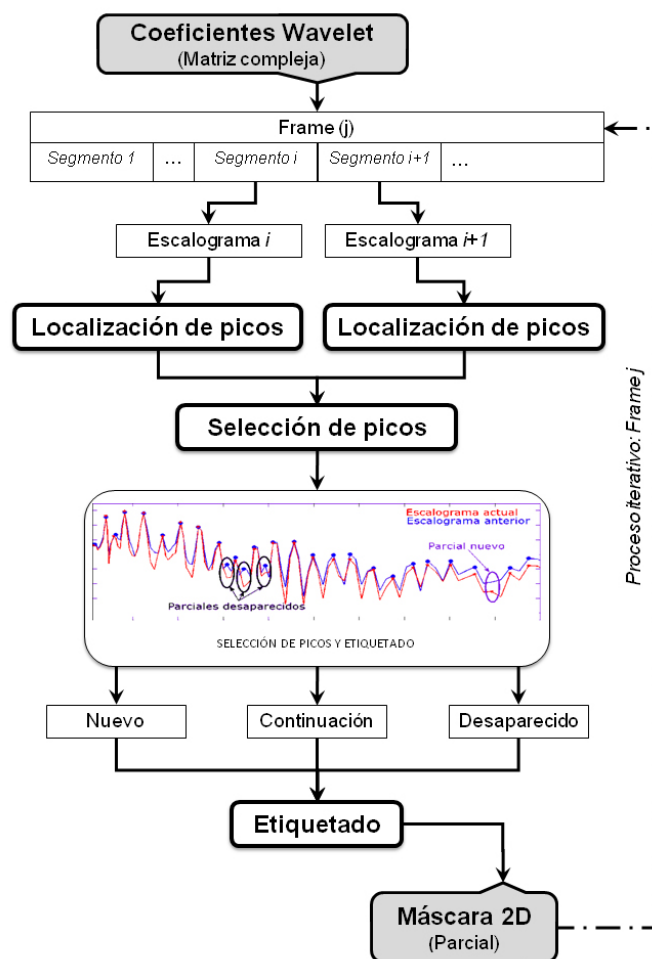 Coeficientes Wavelet
(Matriz compleja)
Frame (j)
Segmento 1 ... Segmento i Segmento i+1 ...
Escalograma i Escalograma i+1
Localización de picos Localización de picos
Selección de picos
Escalograma actual
Escalograma anterior
Parcial nuevo
Parciales desaparecidos
SELECCIÓN DE PICOS Y ETIQUETADO
Nuevo Continuación Desaparecido
Etiquetado
Máscara 2D
(Parcial)
Proceso iterativo: Frame j